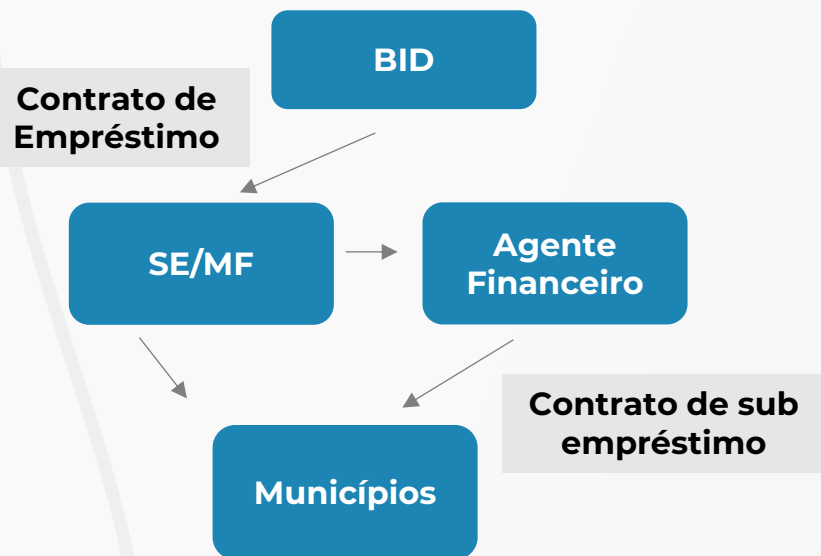 BID
Contrato de
Empréstimo
SE/MF
Agente
Financeiro
Contrato de sub
empréstimo
Municípios